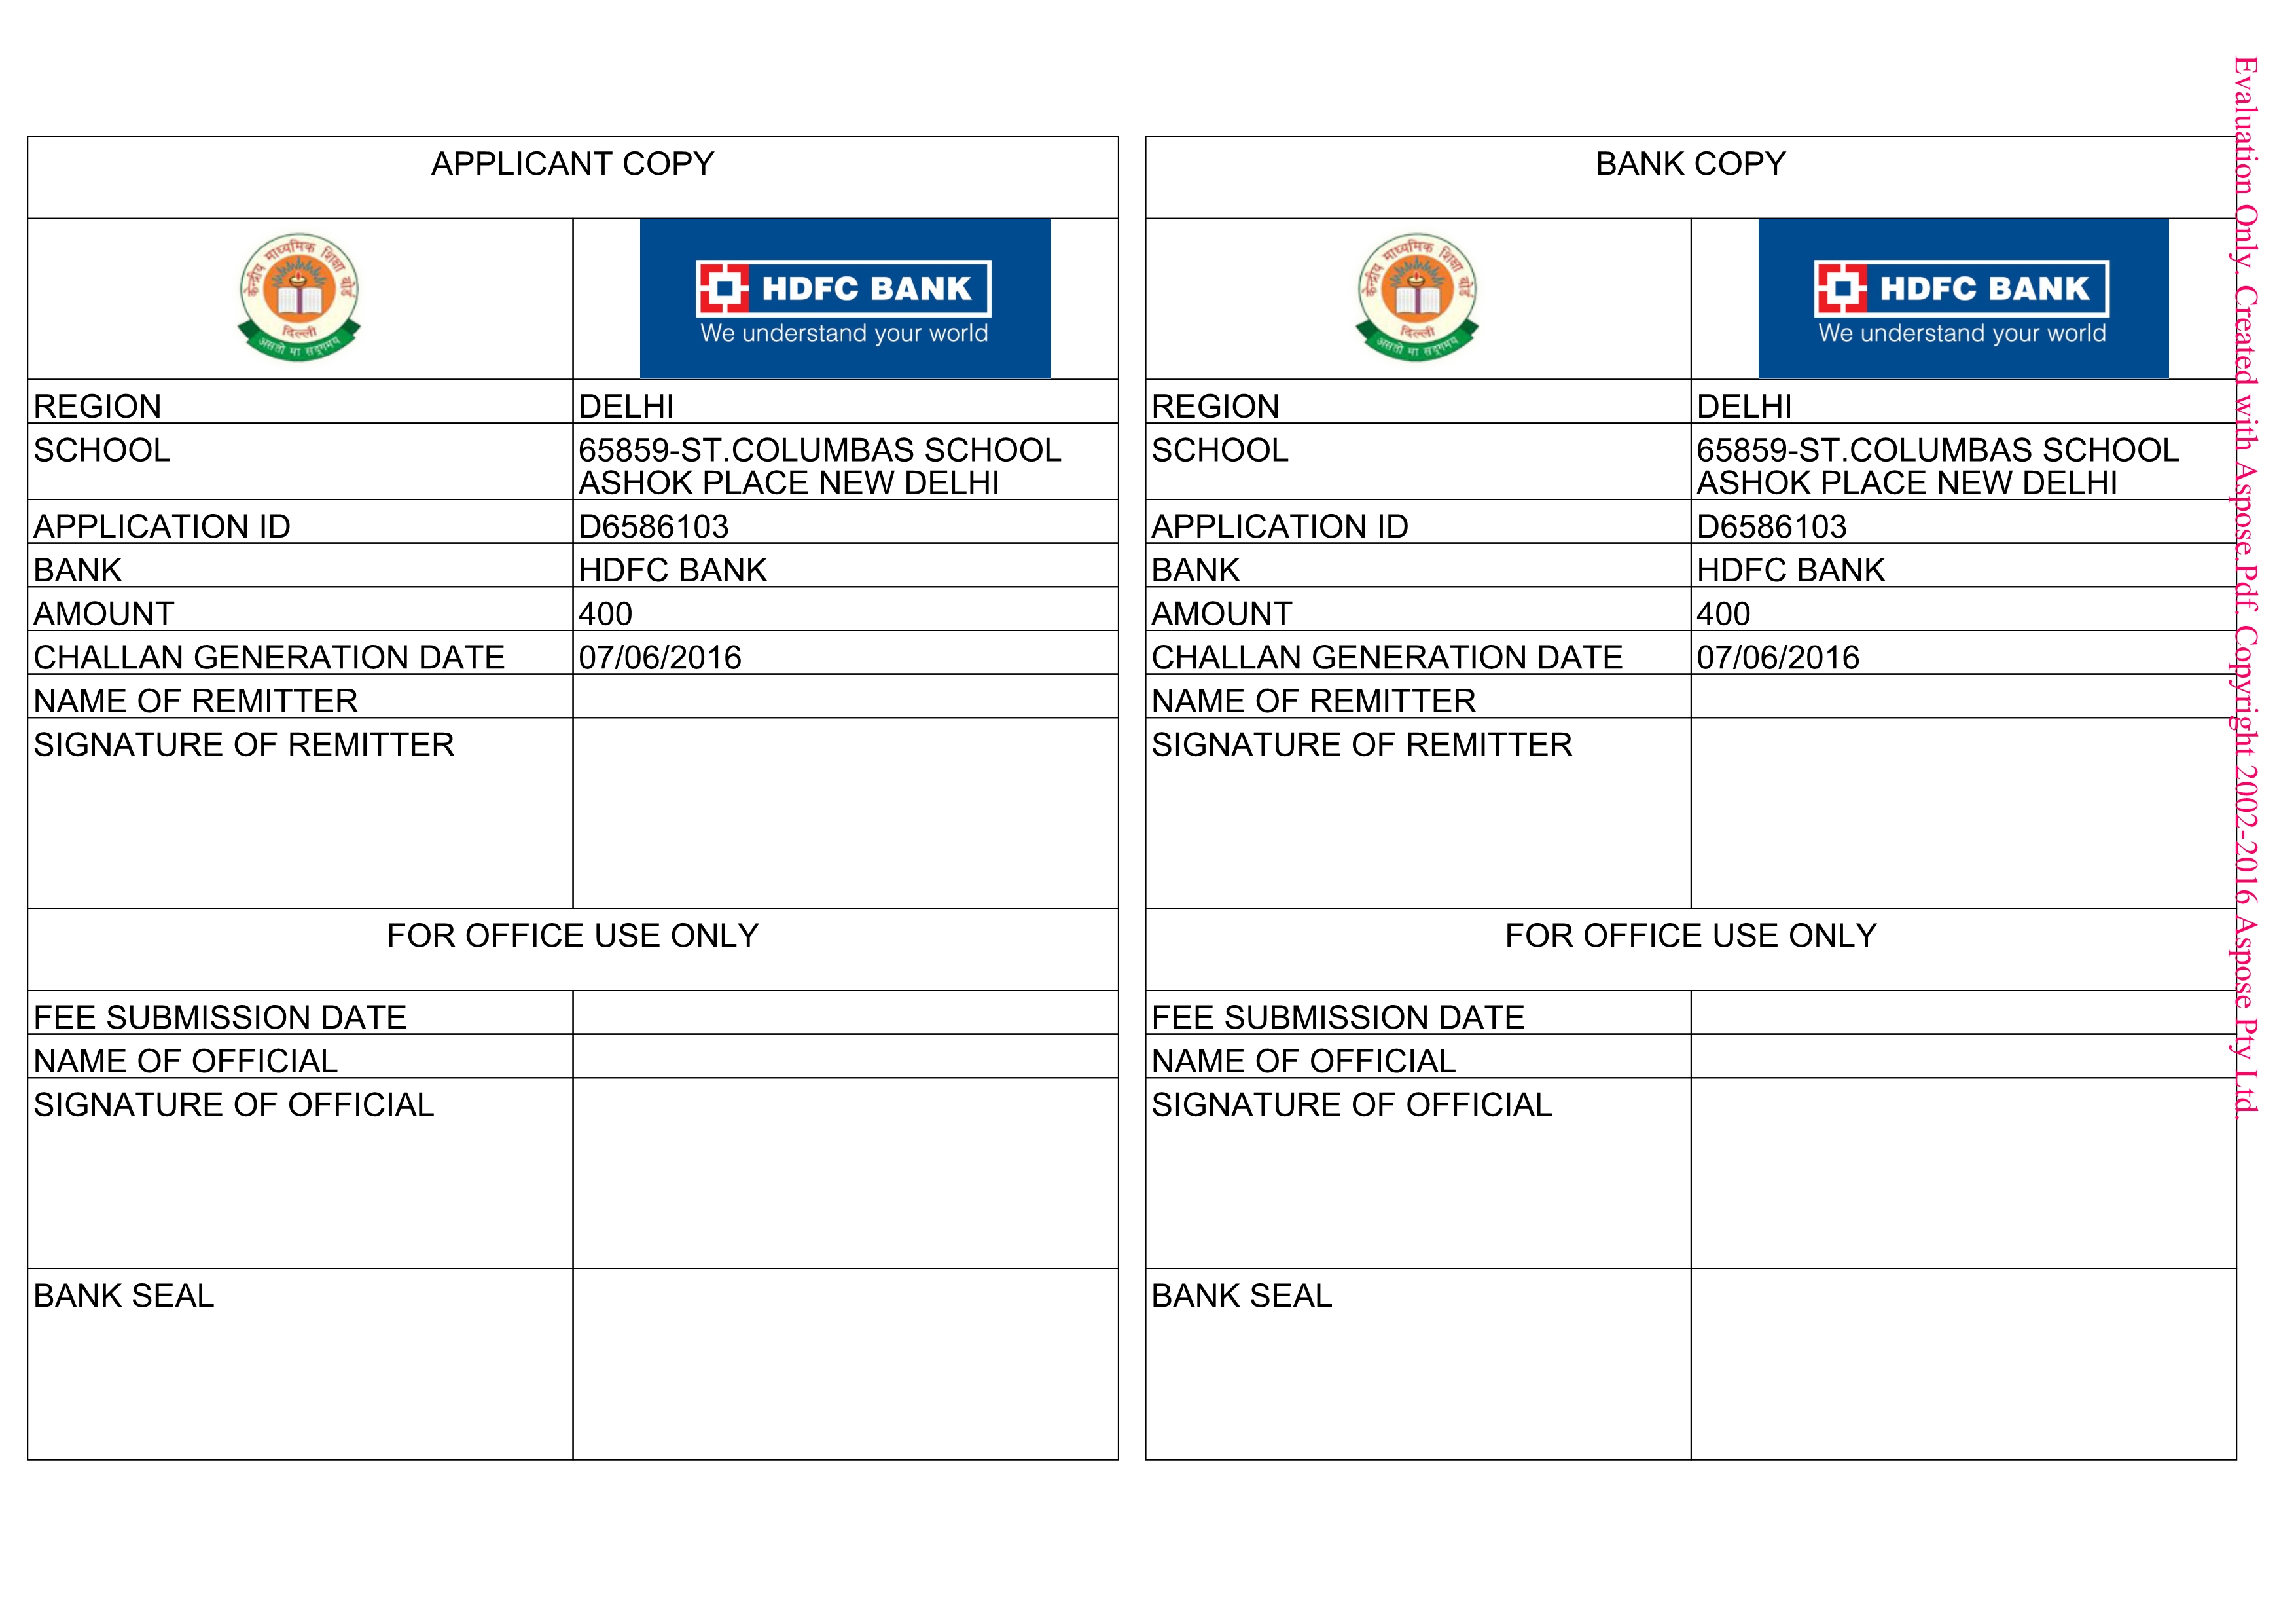 APPLICANT COPY
केन्द्रीय माध्यमिक शिक्षा बोर्ड
दिल्ली
असतो मा सद्गमय
HDFC BANK
We understand your world
REGION DELHI
SCHOOL 65859-ST.COLUMBAS SCHOOL
ASHOK PLACE NEW DELHI
APPLICATION ID D6586103
BANK HDFC BANK
AMOUNT 400
CHALLAN GENERATION DATE 07/06/2016
NAME OF REMITTER
SIGNATURE OF REMITTER
FOR OFFICE USE ONLY
FEE SUBMISSION DATE
NAME OF OFFICIAL
SIGNATURE OF OFFICIAL
BANK SEAL
BANK COPY
केन्द्रीय माध्यमिक शिक्षा बोर्ड
दिल्ली
असतो मा सद्गमय
HDFC BANK
We understand your world
REGION DELHI
SCHOOL 65859-ST.COLUMBAS SCHOOL
ASHOK PLACE NEW DELHI
APPLICATION ID D6586103
BANK HDFC BANK
AMOUNT 400
CHALLAN GENERATION DATE 07/06/2016
NAME OF REMITTER
SIGNATURE OF REMITTER
FOR OFFICE USE ONLY
FEE SUBMISSION DATE
NAME OF OFFICIAL
SIGNATURE OF OFFICIAL
BANK SEAL
Evaluation Only. Created with Aspose.Pdf. Copyright 2002-2016 Aspose Pty Ltd.